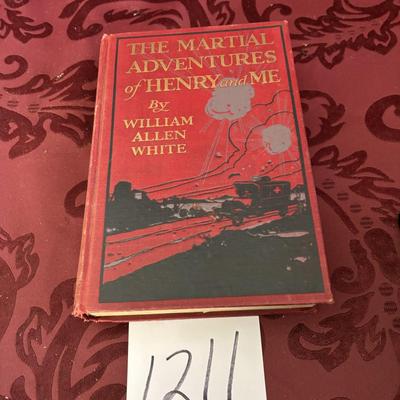 THE MARTIAL
ADVENTURES
of HENRY and ME
By
WILLIAM
ALLEN
WHITE
1211